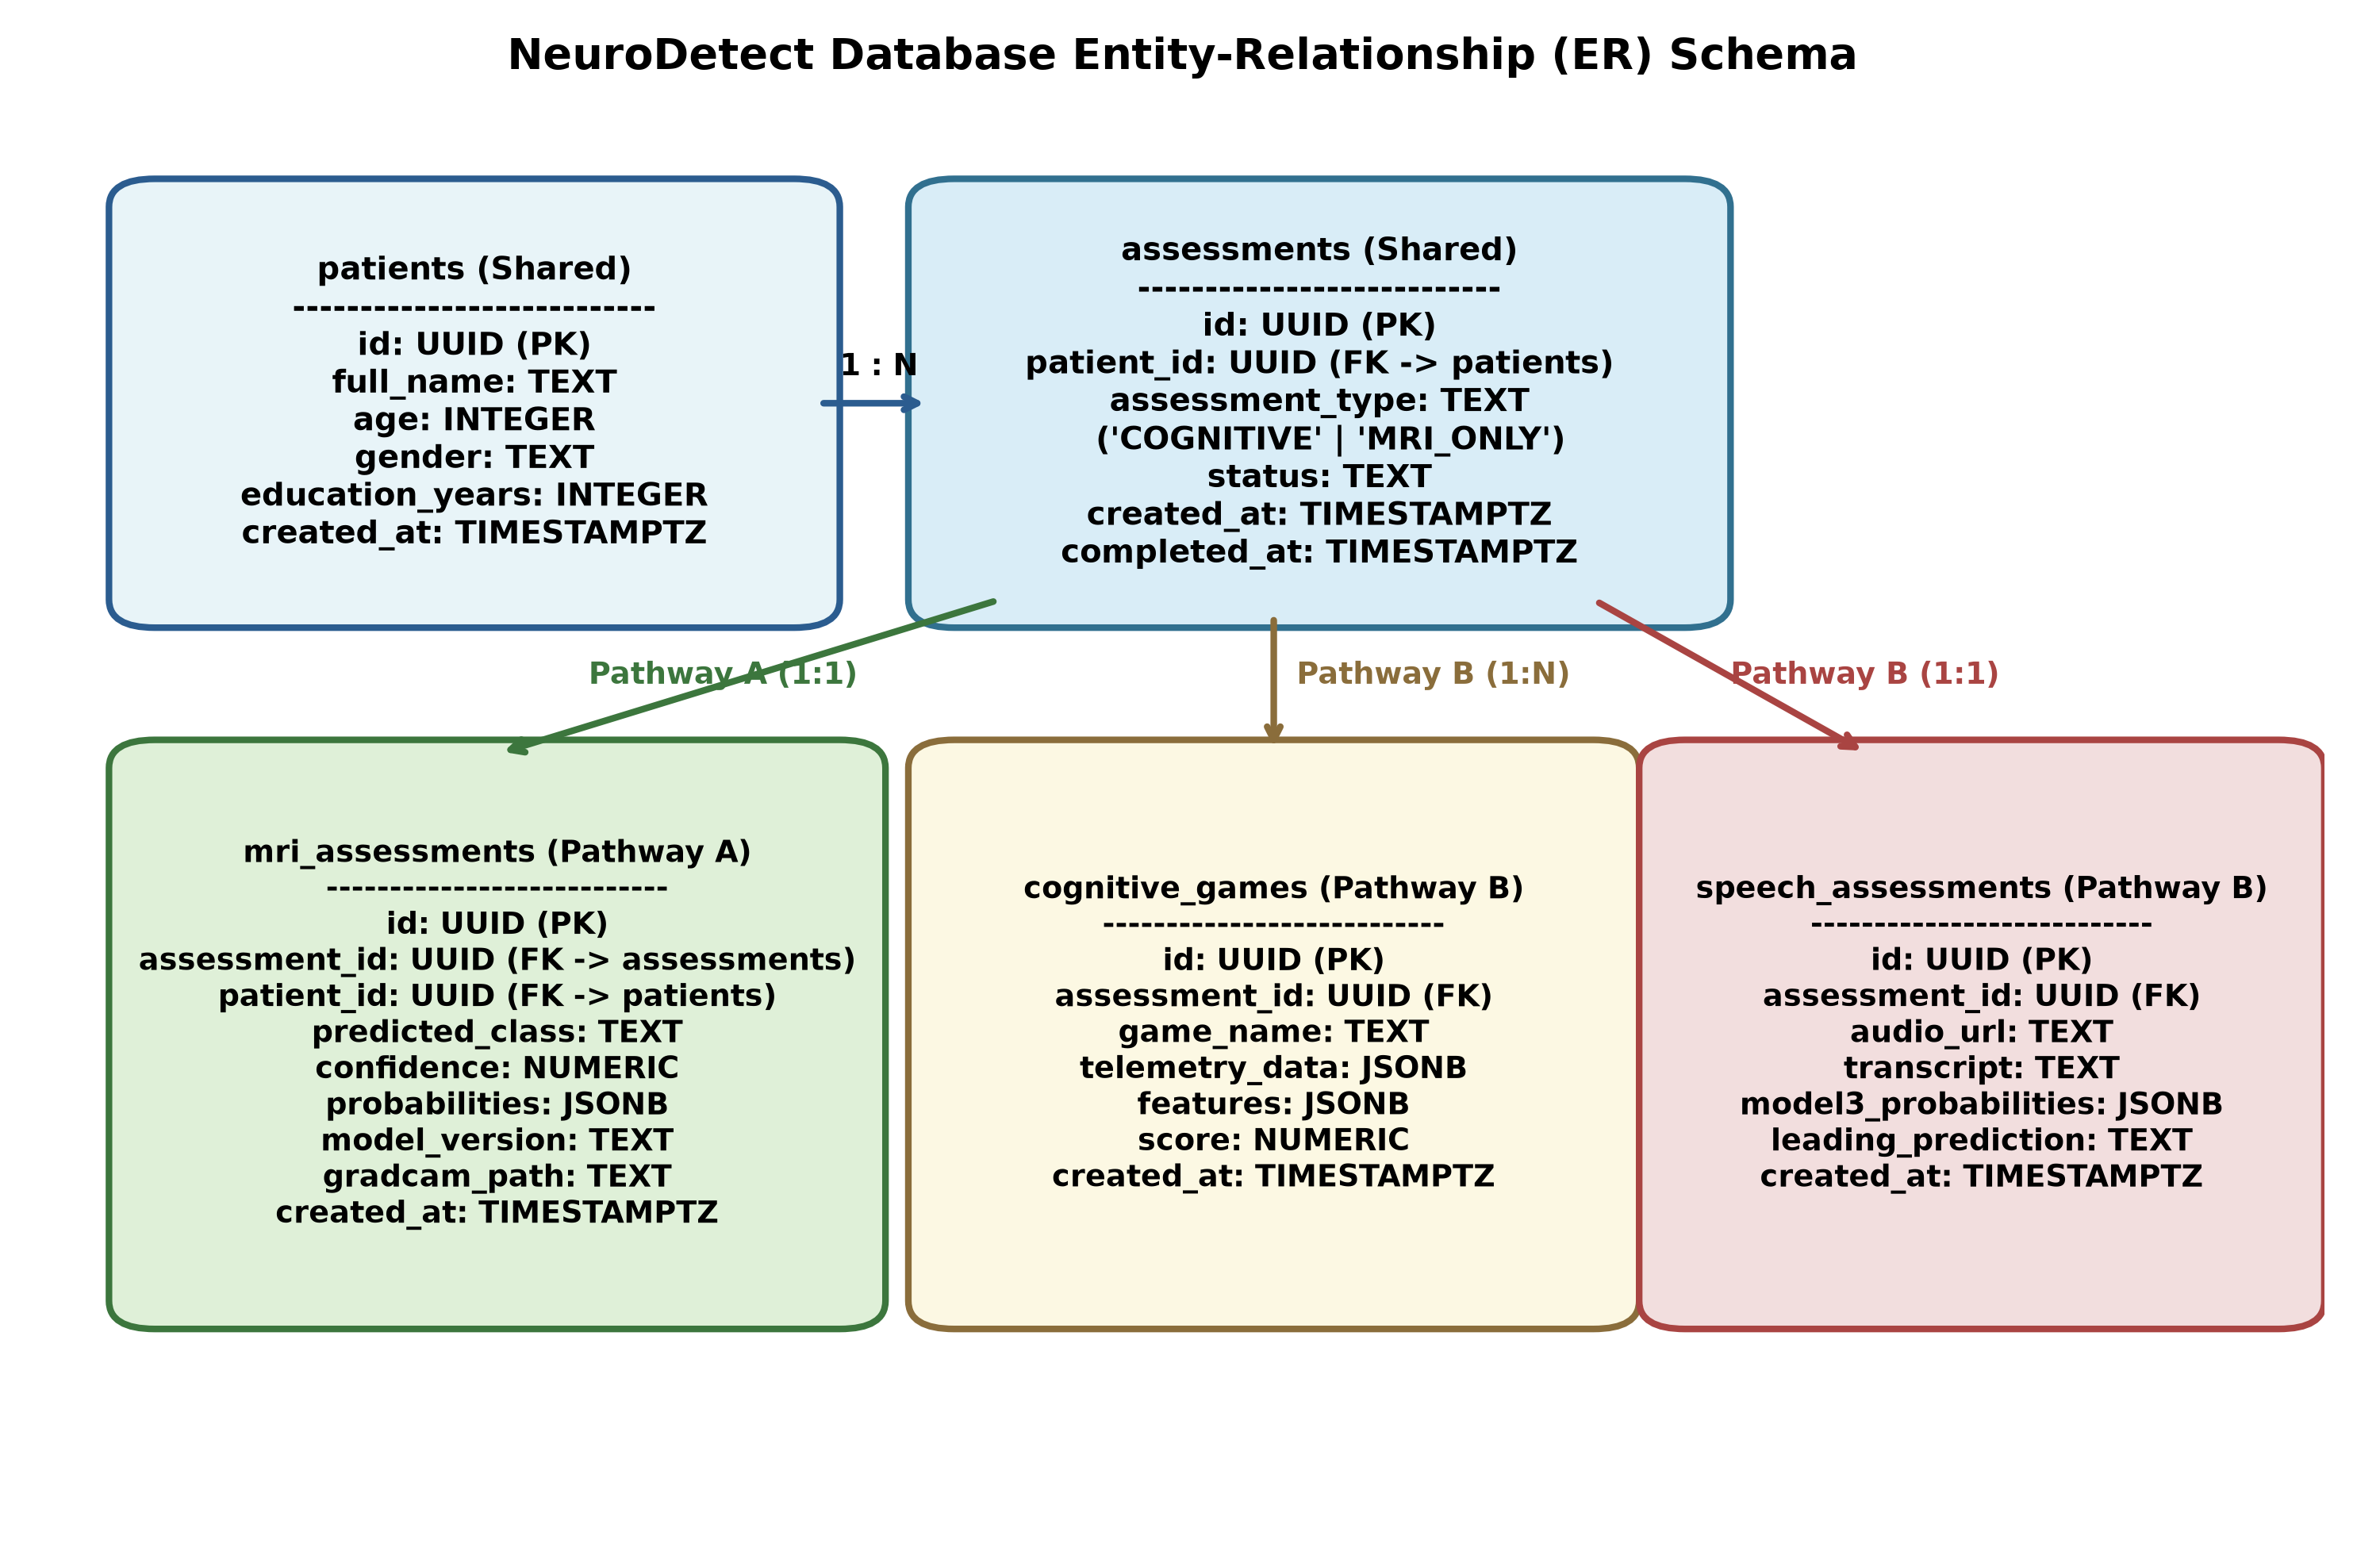 NeuroDetect Database Entity-Relationship (ER) Schema
patients (Shared)
---------------------------
id: UUID (PK)
full_name: TEXT
age: INTEGER
gender: TEXT
education_years: INTEGER
created_at: TIMESTAMPTZ
1 : N
assessments (Shared)
---------------------------
id: UUID (PK)
patient_id: UUID (FK -> patients)
assessment_type: TEXT
('COGNITIVE' | 'MRI_ONLY')
status: TEXT
created_at: TIMESTAMPTZ
completed_at: TIMESTAMPTZ
Pathway A (1:1)
Pathway B (1:N)
Pathway B (1:1)
mri_assessments (Pathway A)
---------------------------
id: UUID (PK)
assessment_id: UUID (FK -> assessments)
patient_id: UUID (FK -> patients)
predicted_class: TEXT
confidence: NUMERIC
probabilities: JSONB
model_version: TEXT
gradcam_path: TEXT
created_at: TIMESTAMPTZ
cognitive_games (Pathway B)
---------------------------
id: UUID (PK)
assessment_id: UUID (FK)
game_name: TEXT
telemetry_data: JSONB
features: JSONB
score: NUMERIC
created_at: TIMESTAMPTZ
speech_assessments (Pathway B)
---------------------------
id: UUID (PK)
assessment_id: UUID (FK)
audio_url: TEXT
transcript: TEXT
model3_probabilities: JSONB
leading_prediction: TEXT
created_at: TIMESTAMPTZ